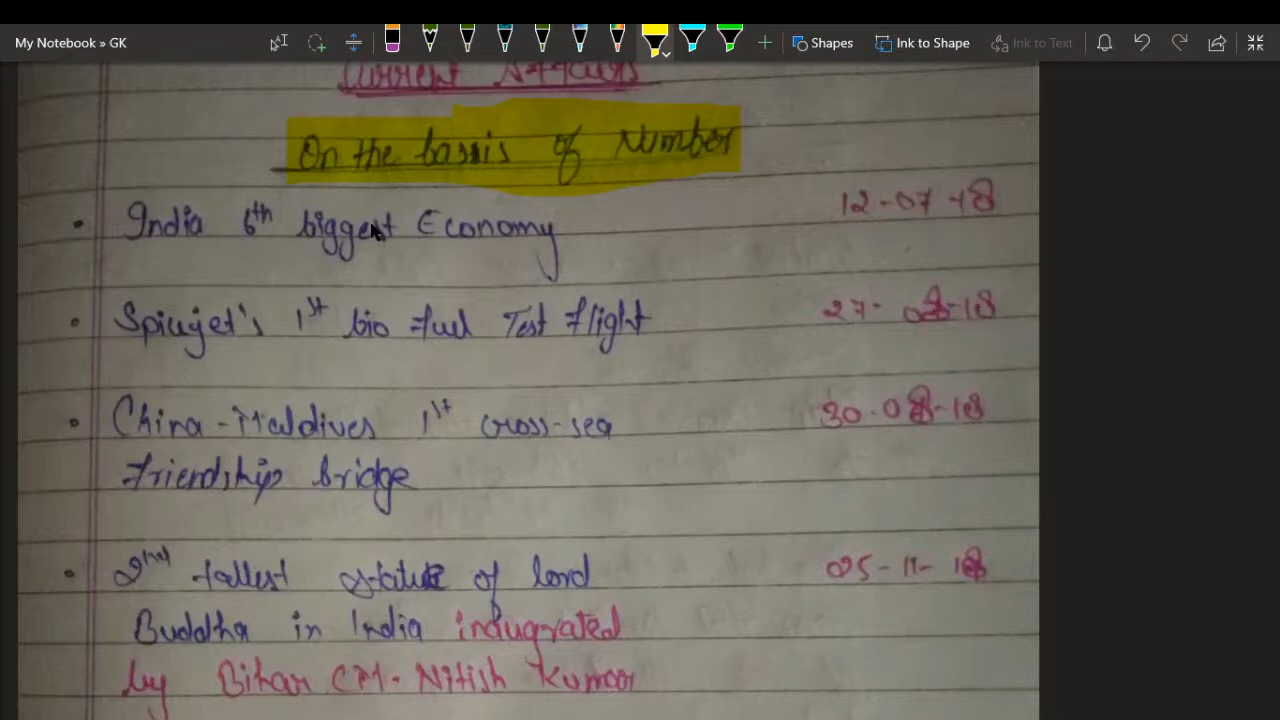 My Notebook » GK
Shapes
Ink to Shape
Ink to Text
Current Affairs
On the basis of Number
• India 6th biggest Economy 12-07-18
• Spicejet's 1st bio Fuel Test Flight 27-08-18
• China-Maldives 1st cross-sea 30-08-18
friendship bridge
• 2nd tallest statue of lord 05-11-18
Buddha in India inaugrated
by Bihar CM. Nitish Kumar